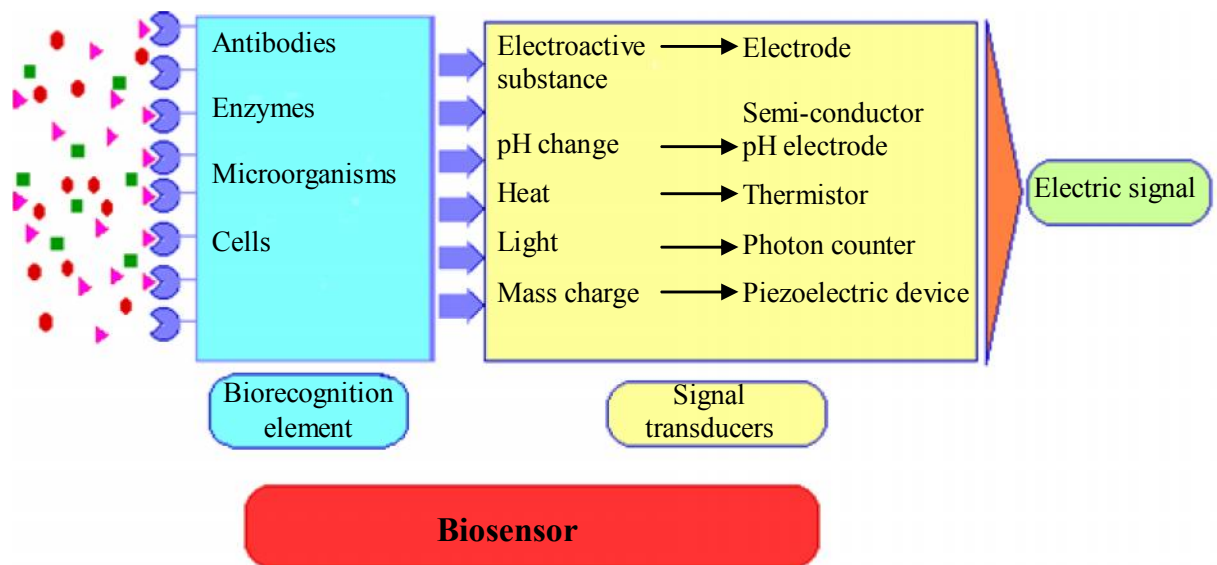 Antibodies
Enzymes
Microorganisms
Cells
Electroactive
substance
Electrode
Semi-conductor
pH change
pH electrode
Heat
Thermistor
Light
Photon counter
Mass charge
Piezoelectric device
Electric signal
Biorecognition
element
Signal
transducers
Biosensor